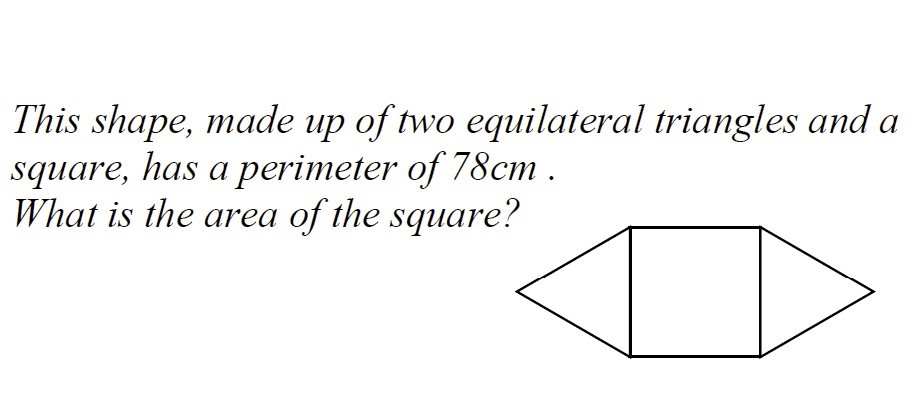 This shape, made up of two equilateral triangles and a
square, has a perimeter of 78cm .
What is the area of the square?